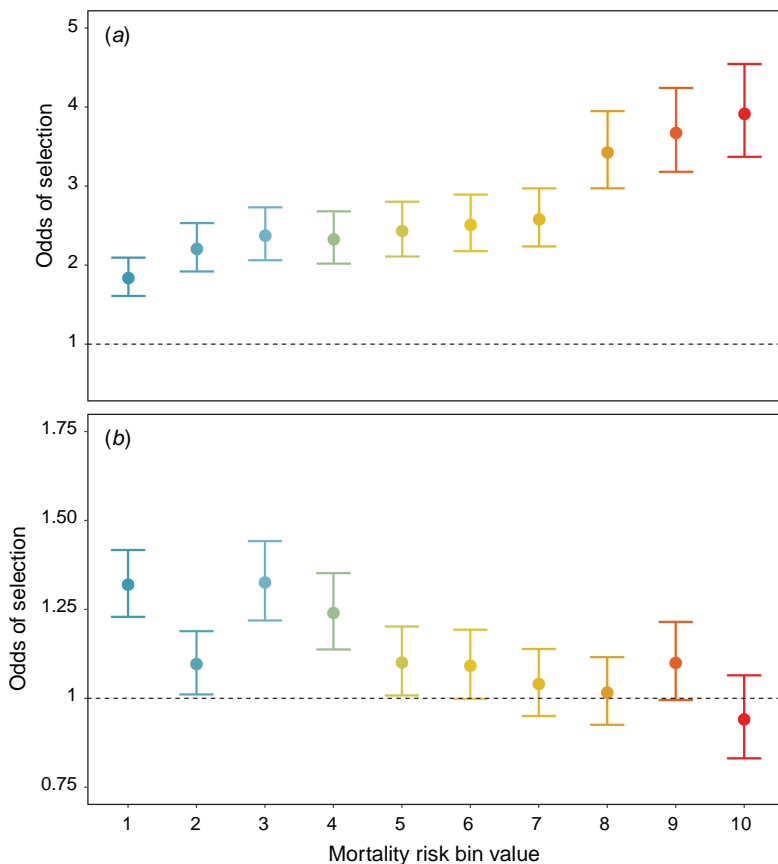 (a)
Odds of selection
5
4
3
2
1
(b)
Odds of selection
1.75
1.50
1.25
1
0.75
1 2 3 4 5 6 7 8 9 10
Mortality risk bin value